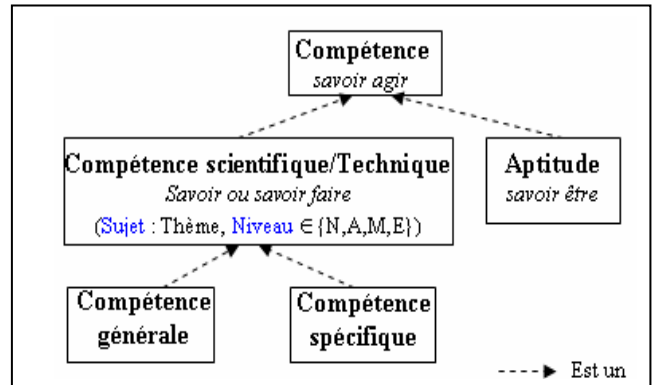 Compétence
savoir agir
Compétence scientifique/Technique
Savoir ou savoir faire
(Sujet : Thème, Niveau ∈ {N,A,M,E})
Aptitude
savoir être
Compétence
générale
Compétence
spécifique
Est un